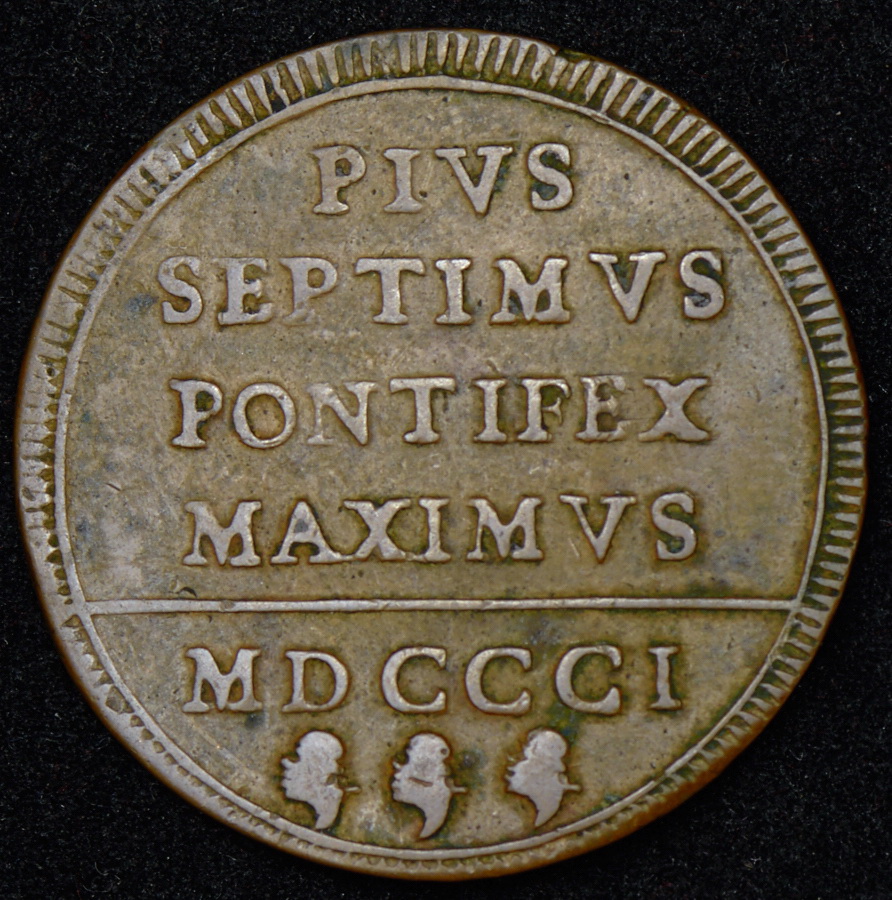 PIVS
SEPTIMVS
PONTIFEX
MAXIMVS
MDCCCI